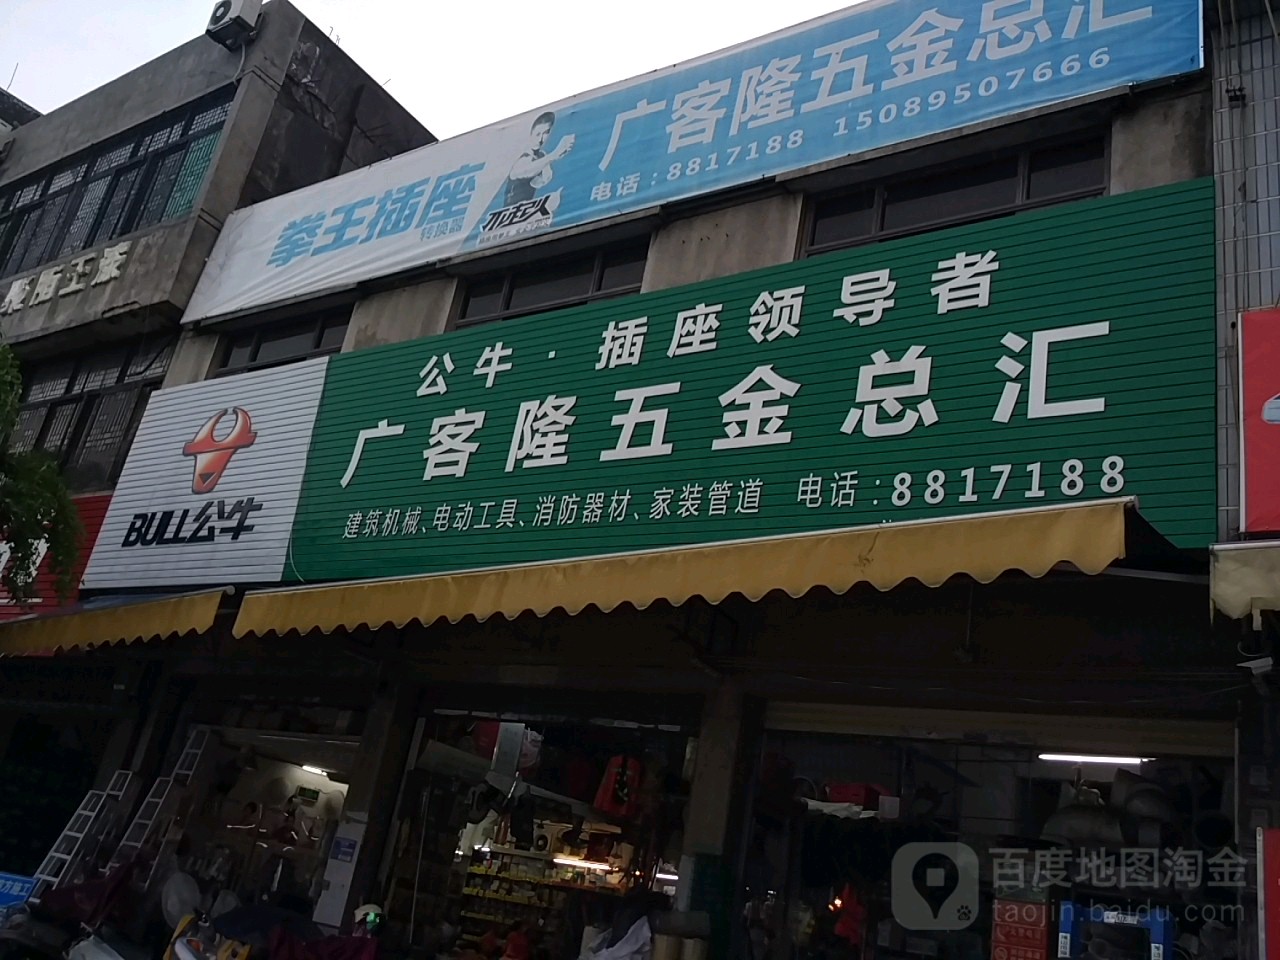 广客隆五金总汇
电话：8817188 15089507666
拳王插座
转换器
公牛·插座领导者
广客隆五金总汇
建筑机械、电动工具、消防器材、家装管道 电话：8817188
BULL公牛
百度地图淘金
taojin.baidu.com